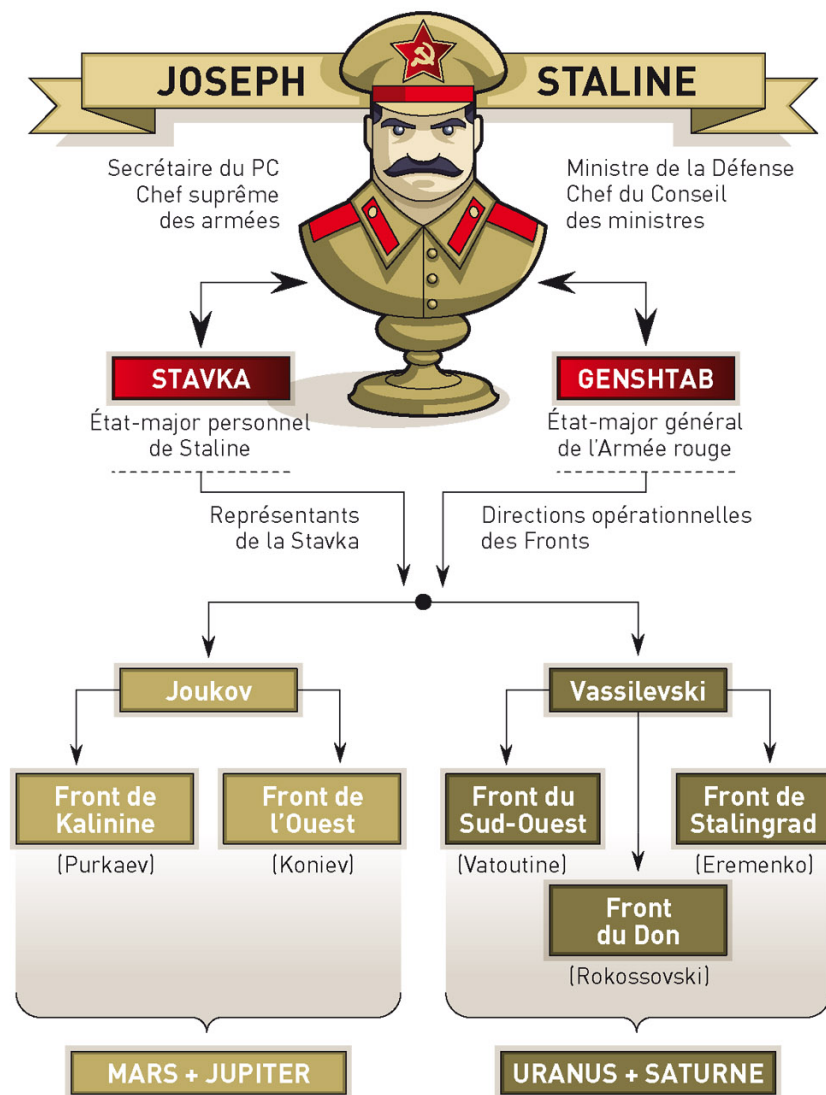 JOSEPH STALINE
Secrétaire du PC
Chef suprême
des armées
Ministre de la Défense
Chef du Conseil
des ministres
STAVKA
État-major personnel
de Staline
GENSHTAB
État-major général
de l'Armée rouge
Représentants
de la Stavka
Directions opérationnelles
des Fronts
Joukov
Vassilevski
Front de
Kalinine
(Purkaev)
Front de
l'Ouest
(Koniev)
Front du
Sud-Ouest
(Vatoutine)
Front de
Stalingrad
(Eremenko)
Front
du Don
(Rokossovski)
MARS + JUPITER
URANUS + SATURNE